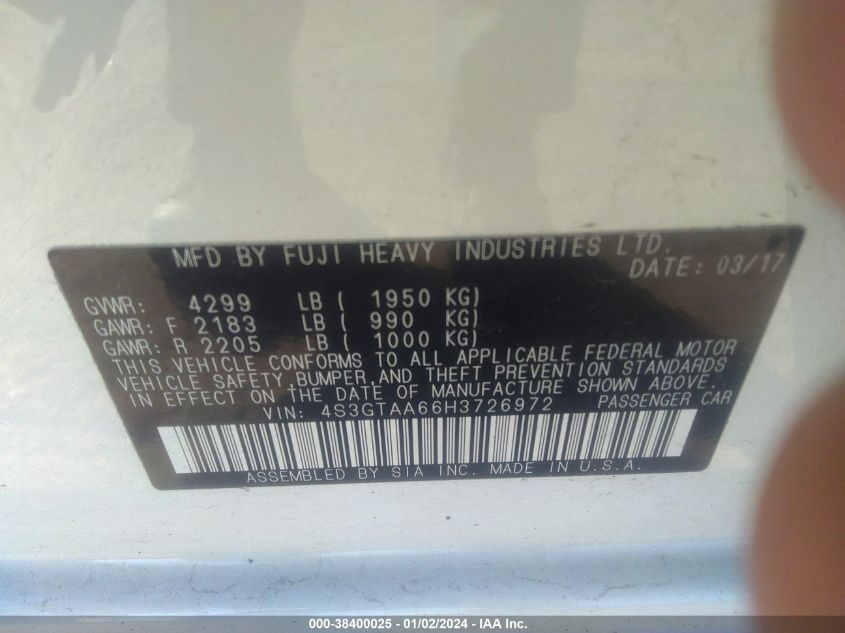 MFD BY FUJI HEAVY INDUSTRIES LTD.
DATE: 03/17
GVWR: 4299 LB ( 1950 KG)
GAWR: F 2183 LB ( 990 KG)
GAWR: R 2205 LB ( 1000 KG)
THIS VEHICLE CONFORMS TO ALL APPLICABLE FEDERAL MOTOR
VEHICLE SAFETY,BUMPER,AND THEFT PREVENTION STANDARDS
IN EFFECT ON THE DATE OF MANUFACTURE SHOWN ABOVE.
VIN: 4S3GTAA66H3726972 PASSENGER CAR
ASSEMBLED BY SIA INC. MADE IN U.S.A.
000-38400025 - 01/02/2024 - IAA Inc.